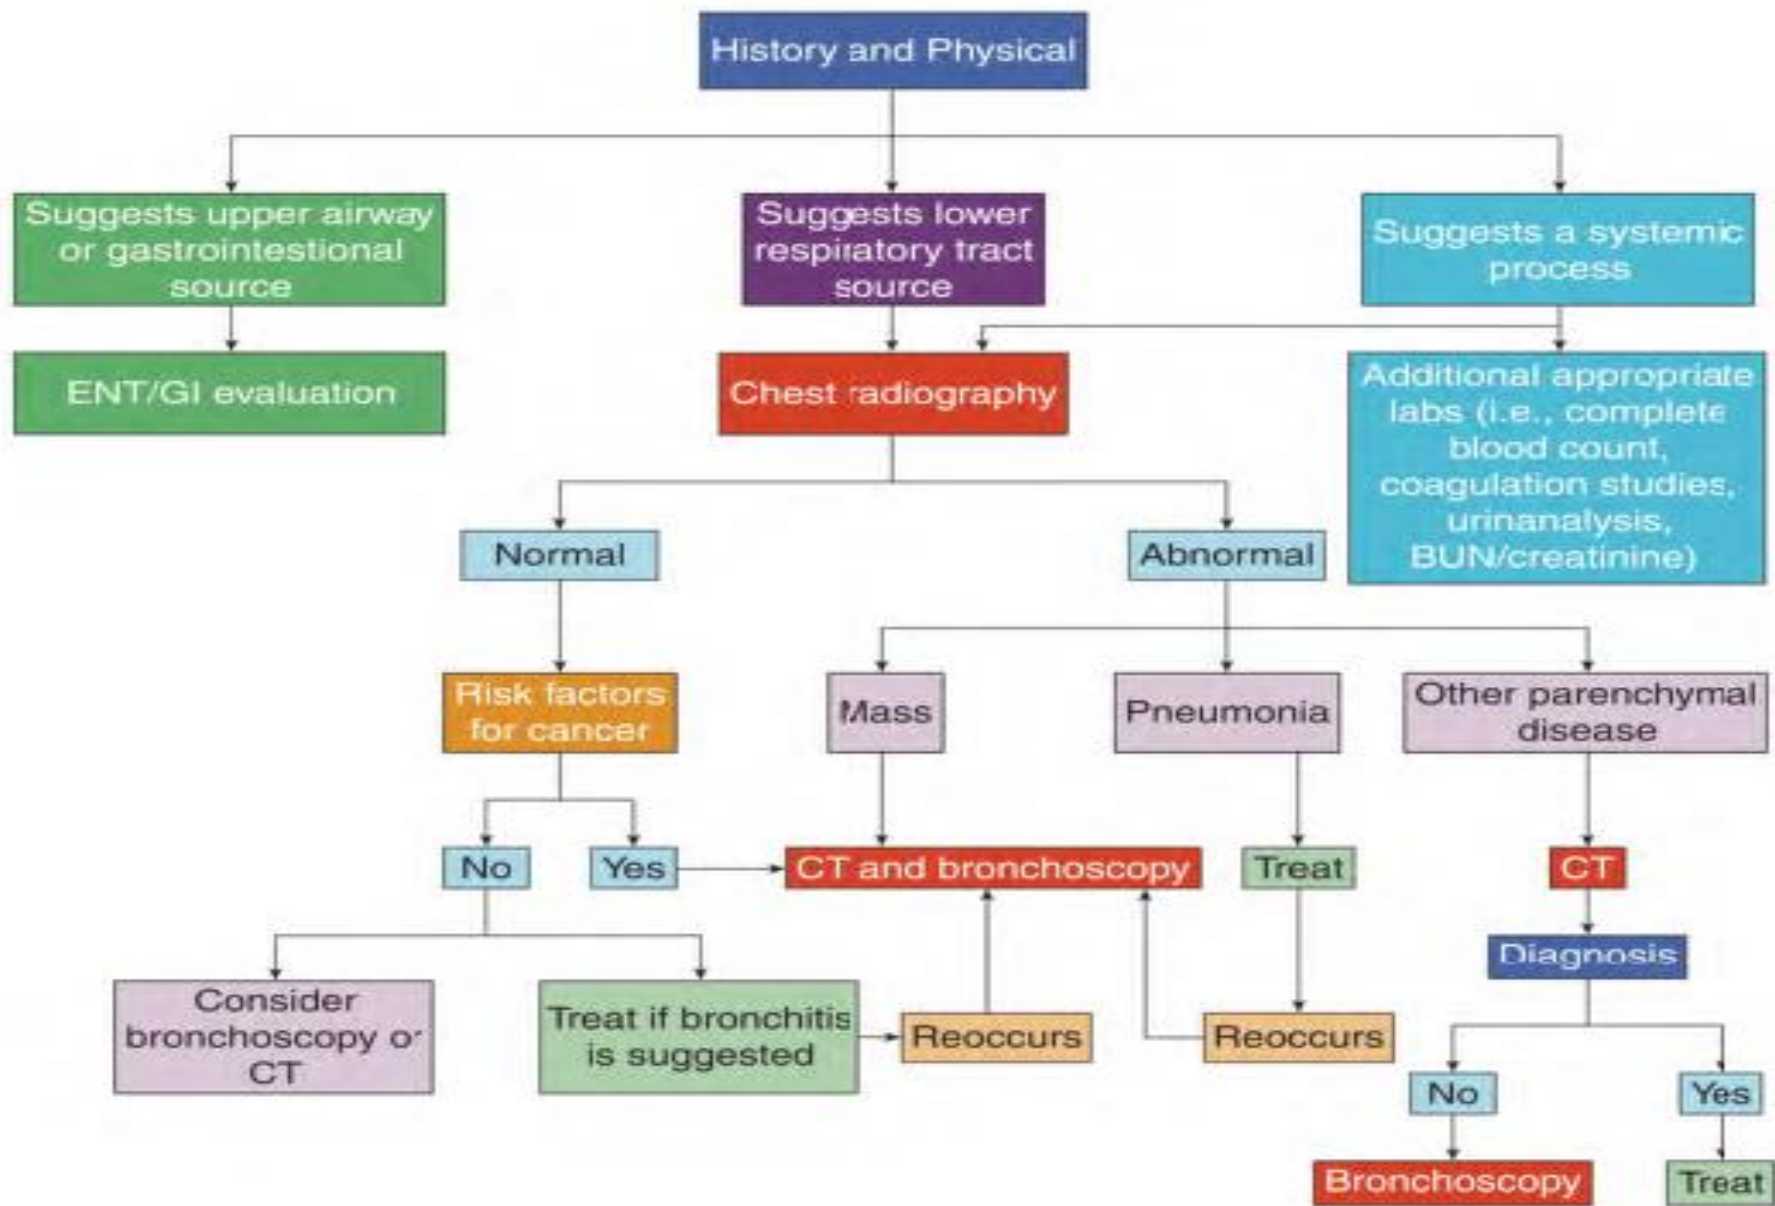 History and Physical
Suggests upper airway
or gastrointestional
source
Suggests lower
respiratory tract
source
Suggests a systemic
process
ENT/GI evaluation
Chest radiography
Additional appropriate
labs (i.e., complete
blood count,
coagulation studies,
urinanalysis,
BUN/creatinine)
Normal
Abnormal
Risk factors
for cancer
Mass
Pneumonia
Other parenchymal
disease
No
Yes
CT and bronchoscopy
Treat
CT
Diagnosis
Consider
bronchoscopy or
CT
Treat if bronchitis
is suggested
Reoccurs
Reoccurs
No
Yes
Bronchoscopy
Treat